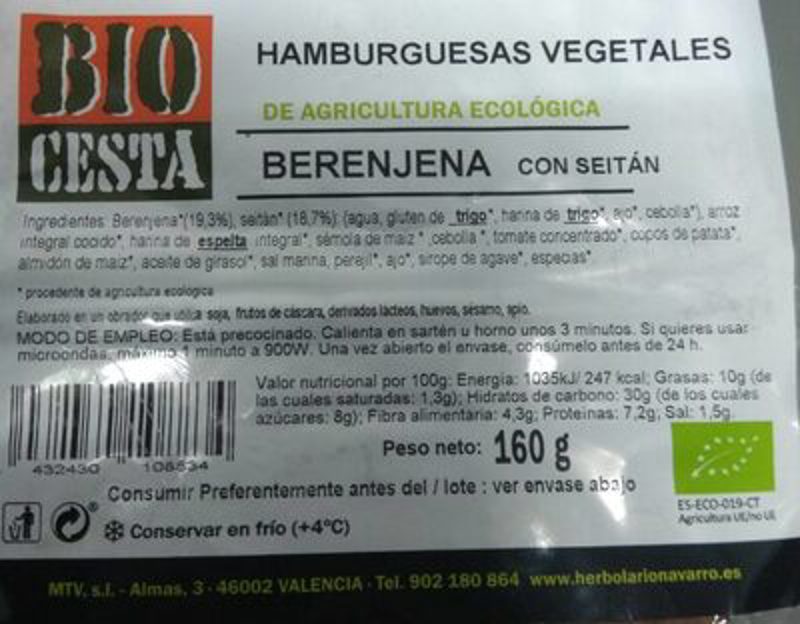 BIO
CESTA
HAMBURGUESAS VEGETALES
DE AGRICULTURA ECOLÓGICA
BERENJENA CON SEITÁN
Ingredientes: Berenjena*(19,3%), seitán* (18,7%): (agua, gluten de trigo*, harina de trigo*, ajo*, cebolla*), arroz
integral cocido*, harina de espelta integral*, sémola de maiz* ,cebolla *, tomate concentrado*, copos de patata*,
almidón de maiz*, aceite de girasol*, sal marina, perejil*, ajo*, sirope de agave*, especias*
* procedente de agricultura ecologica
Elaborado en un obrador que utiliza soja, frutos de cáscara, derivados lácteos, huevos, sésamo, apio.
MODO DE EMPLEO: Está precocinado. Calienta en sartén u horno unos 3 minutos. Si quieres usar
microondas, máximo 1 minuto a 900W. Una vez abierto el envase, consúmelo antes de 24 h.
Valor nutricional por 100g: Energía: 1035kJ/ 247 kcal; Grasas: 10g (de
las cuales saturadas: 1,3g); Hidratos de carbono: 30g (de los cuales
azúcares: 8g); Fibra alimentaria: 4,3g; Proteinas: 7,2g; Sal: 1,5g.
432430 108534
Peso neto: 160 g
Consumir Preferentemente antes del / lote : ver envase abajo
ES-ECO-019-CT
Agricultura UE/no UE
Conservar en frío (+4ºC)
MTV, s.l. - Almas, 3 - 46002 VALENCIA - Tel. 902 180 864 www.herbolarionavarro.es